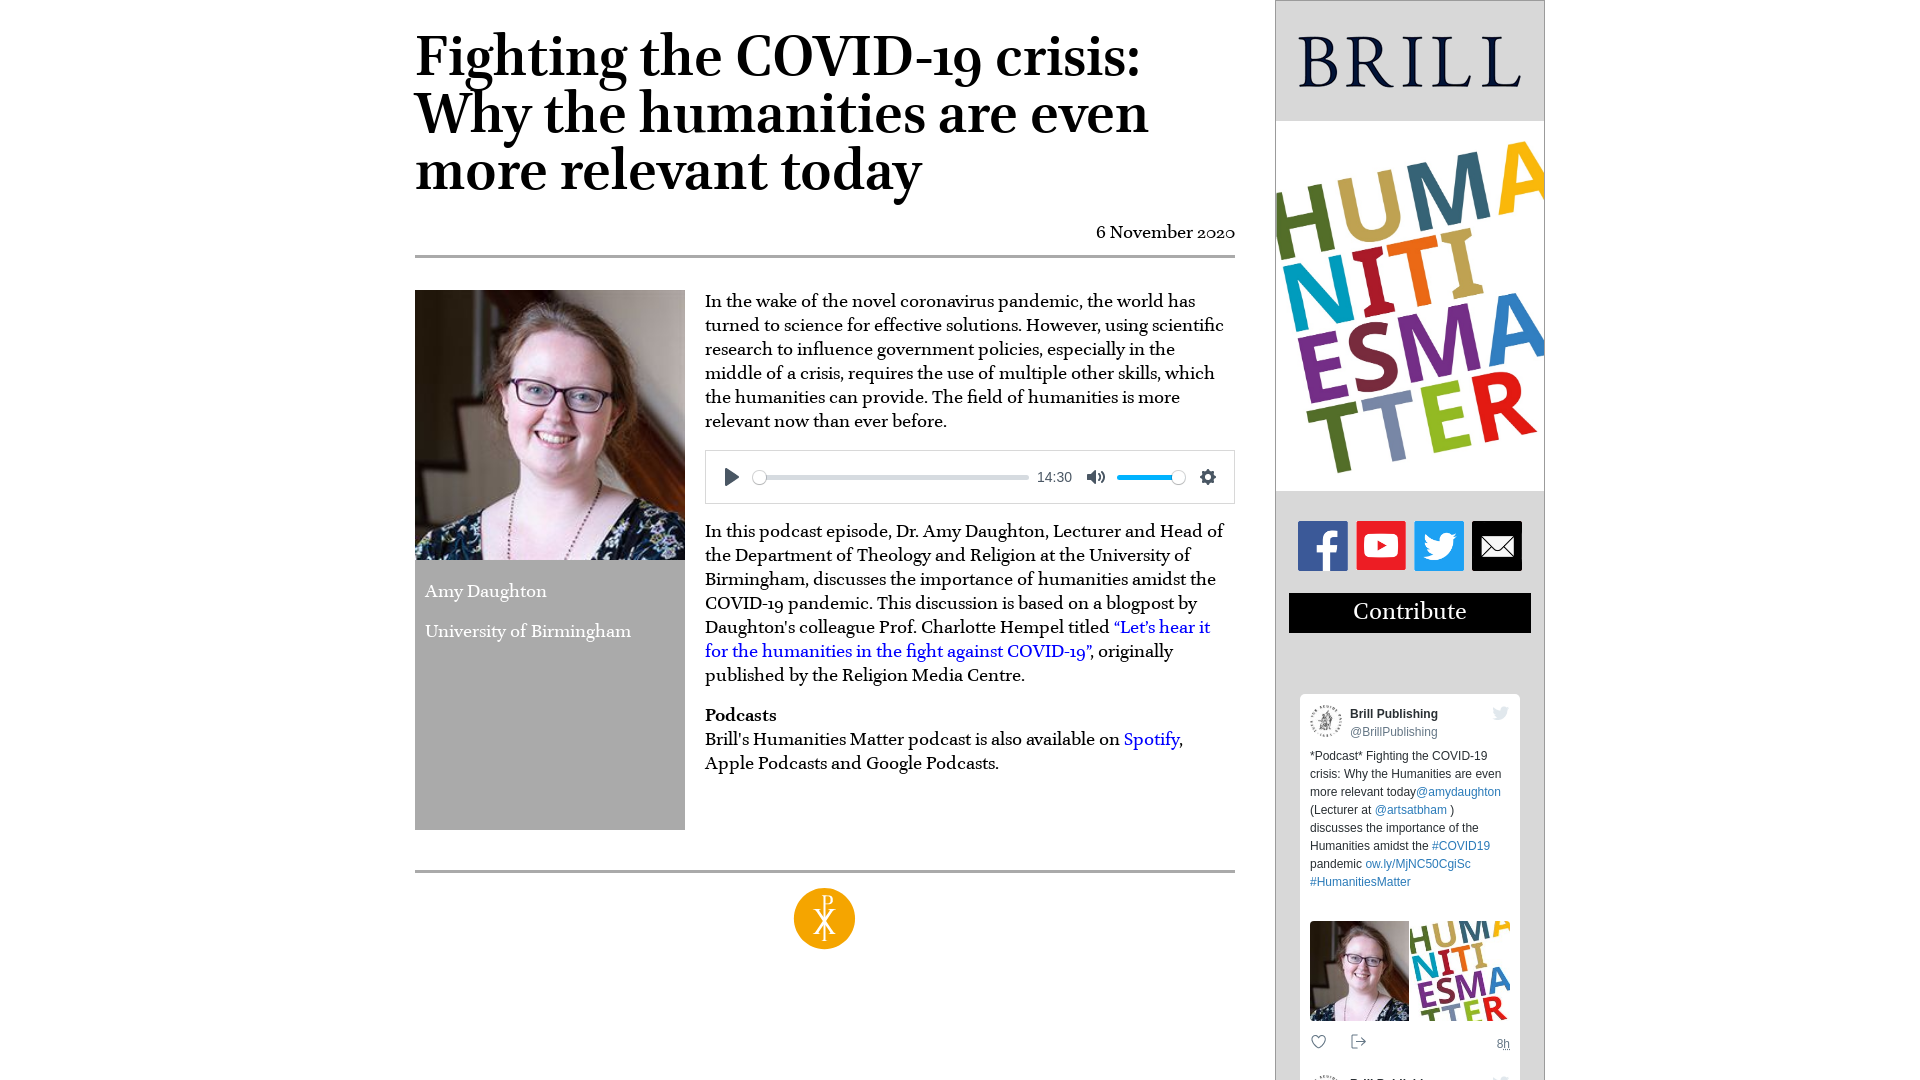 Fighting the COVID-19 crisis:
Why the humanities are even
more relevant today
6 November 2020
Amy Daughton
University of Birmingham
In the wake of the novel coronavirus pandemic, the world has
turned to science for effective solutions. However, using scientific
research to influence government policies, especially in the
middle of a crisis, requires the use of multiple other skills, which
the humanities can provide. The field of humanities is more
relevant now than ever before.
14:30
In this podcast episode, Dr. Amy Daughton, Lecturer and Head of
the Department of Theology and Religion at the University of
Birmingham, discusses the importance of humanities amidst the
COVID-19 pandemic. This discussion is based on a blogpost by
Daughton's colleague Prof. Charlotte Hempel titled “Let’s hear it
for the humanities in the fight against COVID-19”, originally
published by the Religion Media Centre.
Podcasts
Brill's Humanities Matter podcast is also available on Spotify,
Apple Podcasts and Google Podcasts.
BRILL
HUMA
NITI
ESMA
TTER
Contribute
Brill Publishing
@BrillPublishing
*Podcast* Fighting the COVID-19
crisis: Why the Humanities are even
more relevant today@amydaughton
(Lecturer at @artsatbham )
discusses the importance of the
Humanities amidst the #COVID19
pandemic ow.ly/MjNC50CgiSc
#HumanitiesMatter
HUMA
NITI
ESMA
TTER
8h